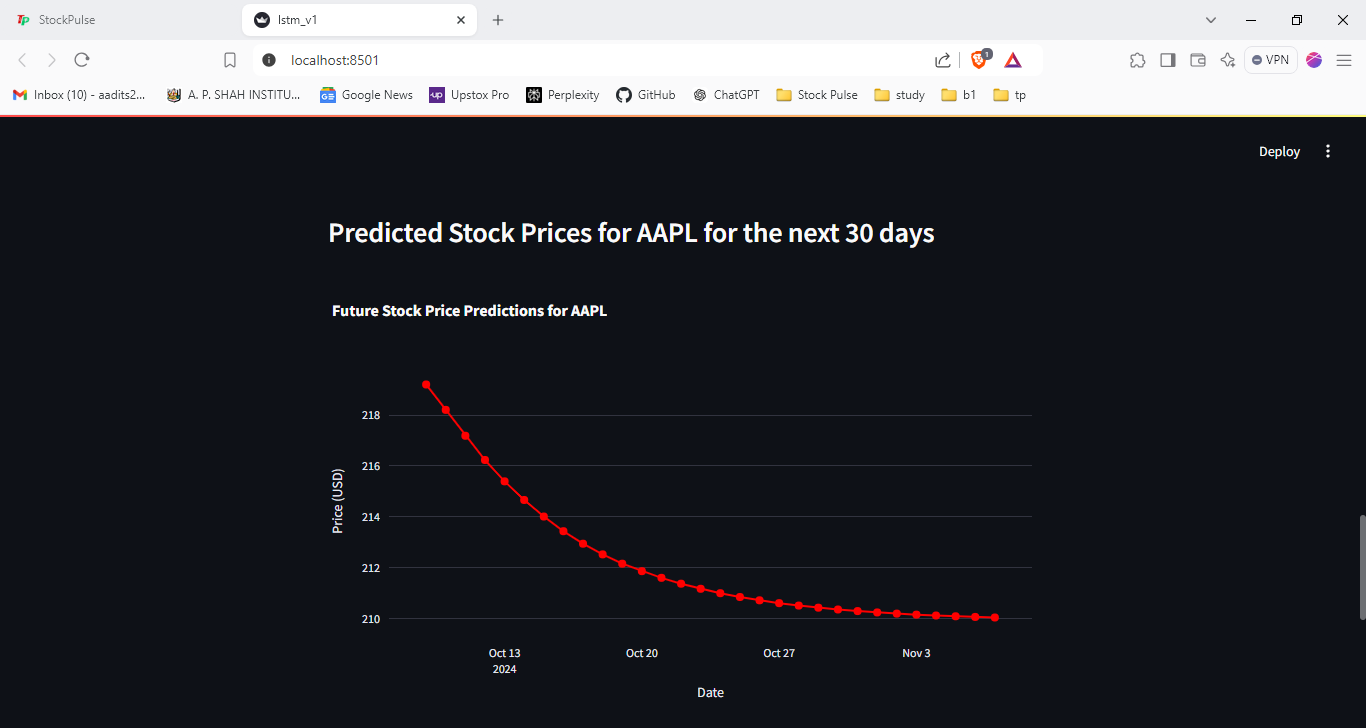 StockPulse
lstm_v1
localhost:8501
1
VPN
Inbox (10) - aadits2...
A. P. SHAH INSTITU...
Google News
Upstox Pro
Perplexity
GitHub
ChatGPT
Stock Pulse
study
b1
tp
Deploy
Predicted Stock Prices for AAPL for the next 30 days
Future Stock Price Predictions for AAPL
218
216
214
212
210
Price (USD)
Oct 13
2024
Oct 20
Oct 27
Nov 3
Date